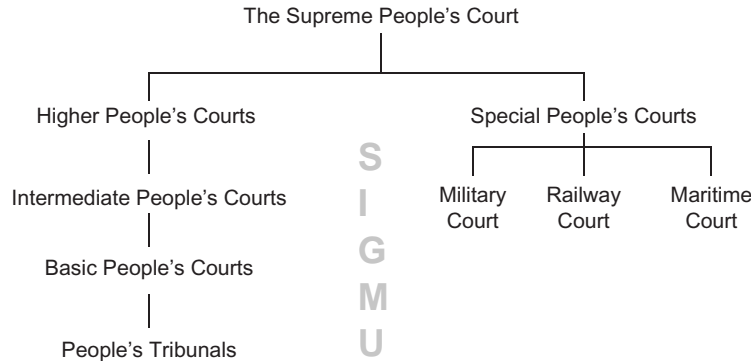 The Supreme People’s Court
Higher People’s Courts
Special People’s Courts
Military
Court
Railway
Court
Maritime
Court
Intermediate People’s Courts
Basic People’s Courts
People’s Tribunals
S
I
G
M
U